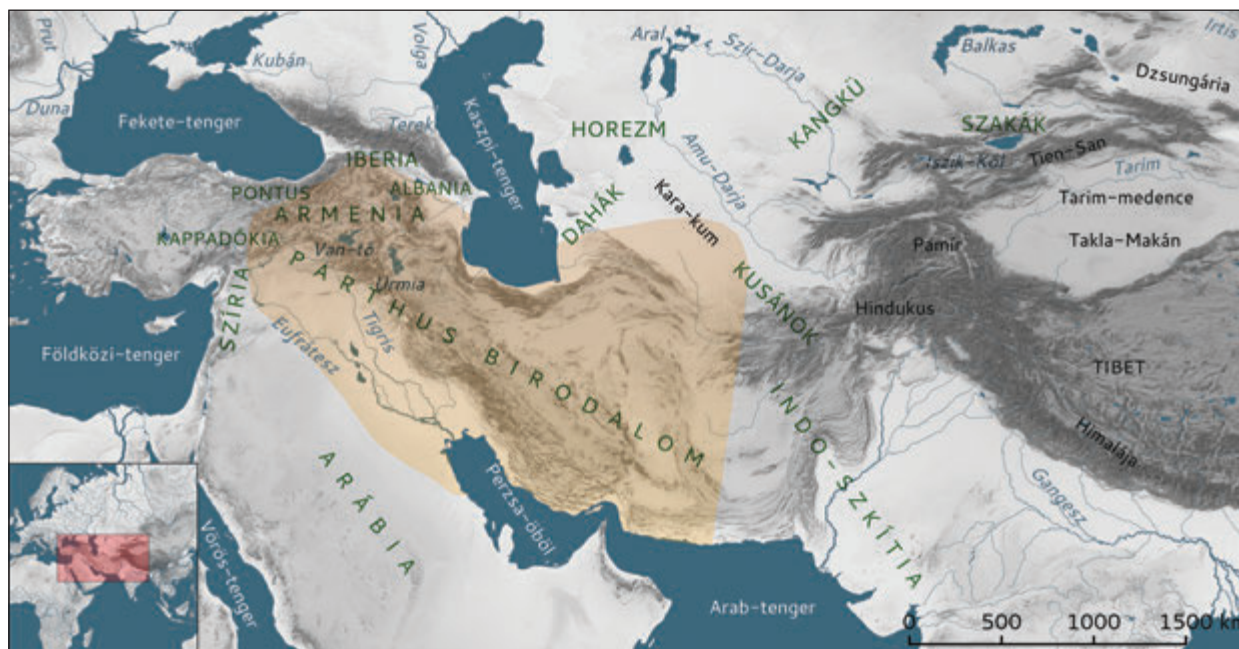 Prut
Kubán
Volga
Aral
Szir-Darja
Balkas
Irtis
Dzsungária
Duna
Fekete-tenger
Terek
Kaszpi-tenger
HOREZM
KANGKÜ
SZAKÁK
Iszik-Köl
Tien-San
Tarim
IBERIA
PONTUS
ALBANIA
ARMENIA
DAHÁK
Amu-Darja
Kara-kum
Tarim-medence
KAPPADÓKIA
Van-tó
Urmia
Pamír
Takla-Makán
SZÍRIA
PÁRTHUS BIRODALOM
KUSÁNOK
Hindukus
Földközi-tenger
Eufrátesz
Tigris
TIBET
INDO-SZKÍTIA
Himalája
ARÁBIA
Perzsa-öböl
Gangesz
Vörös-tenger
Arab-tenger
0 500 1000 1500 km